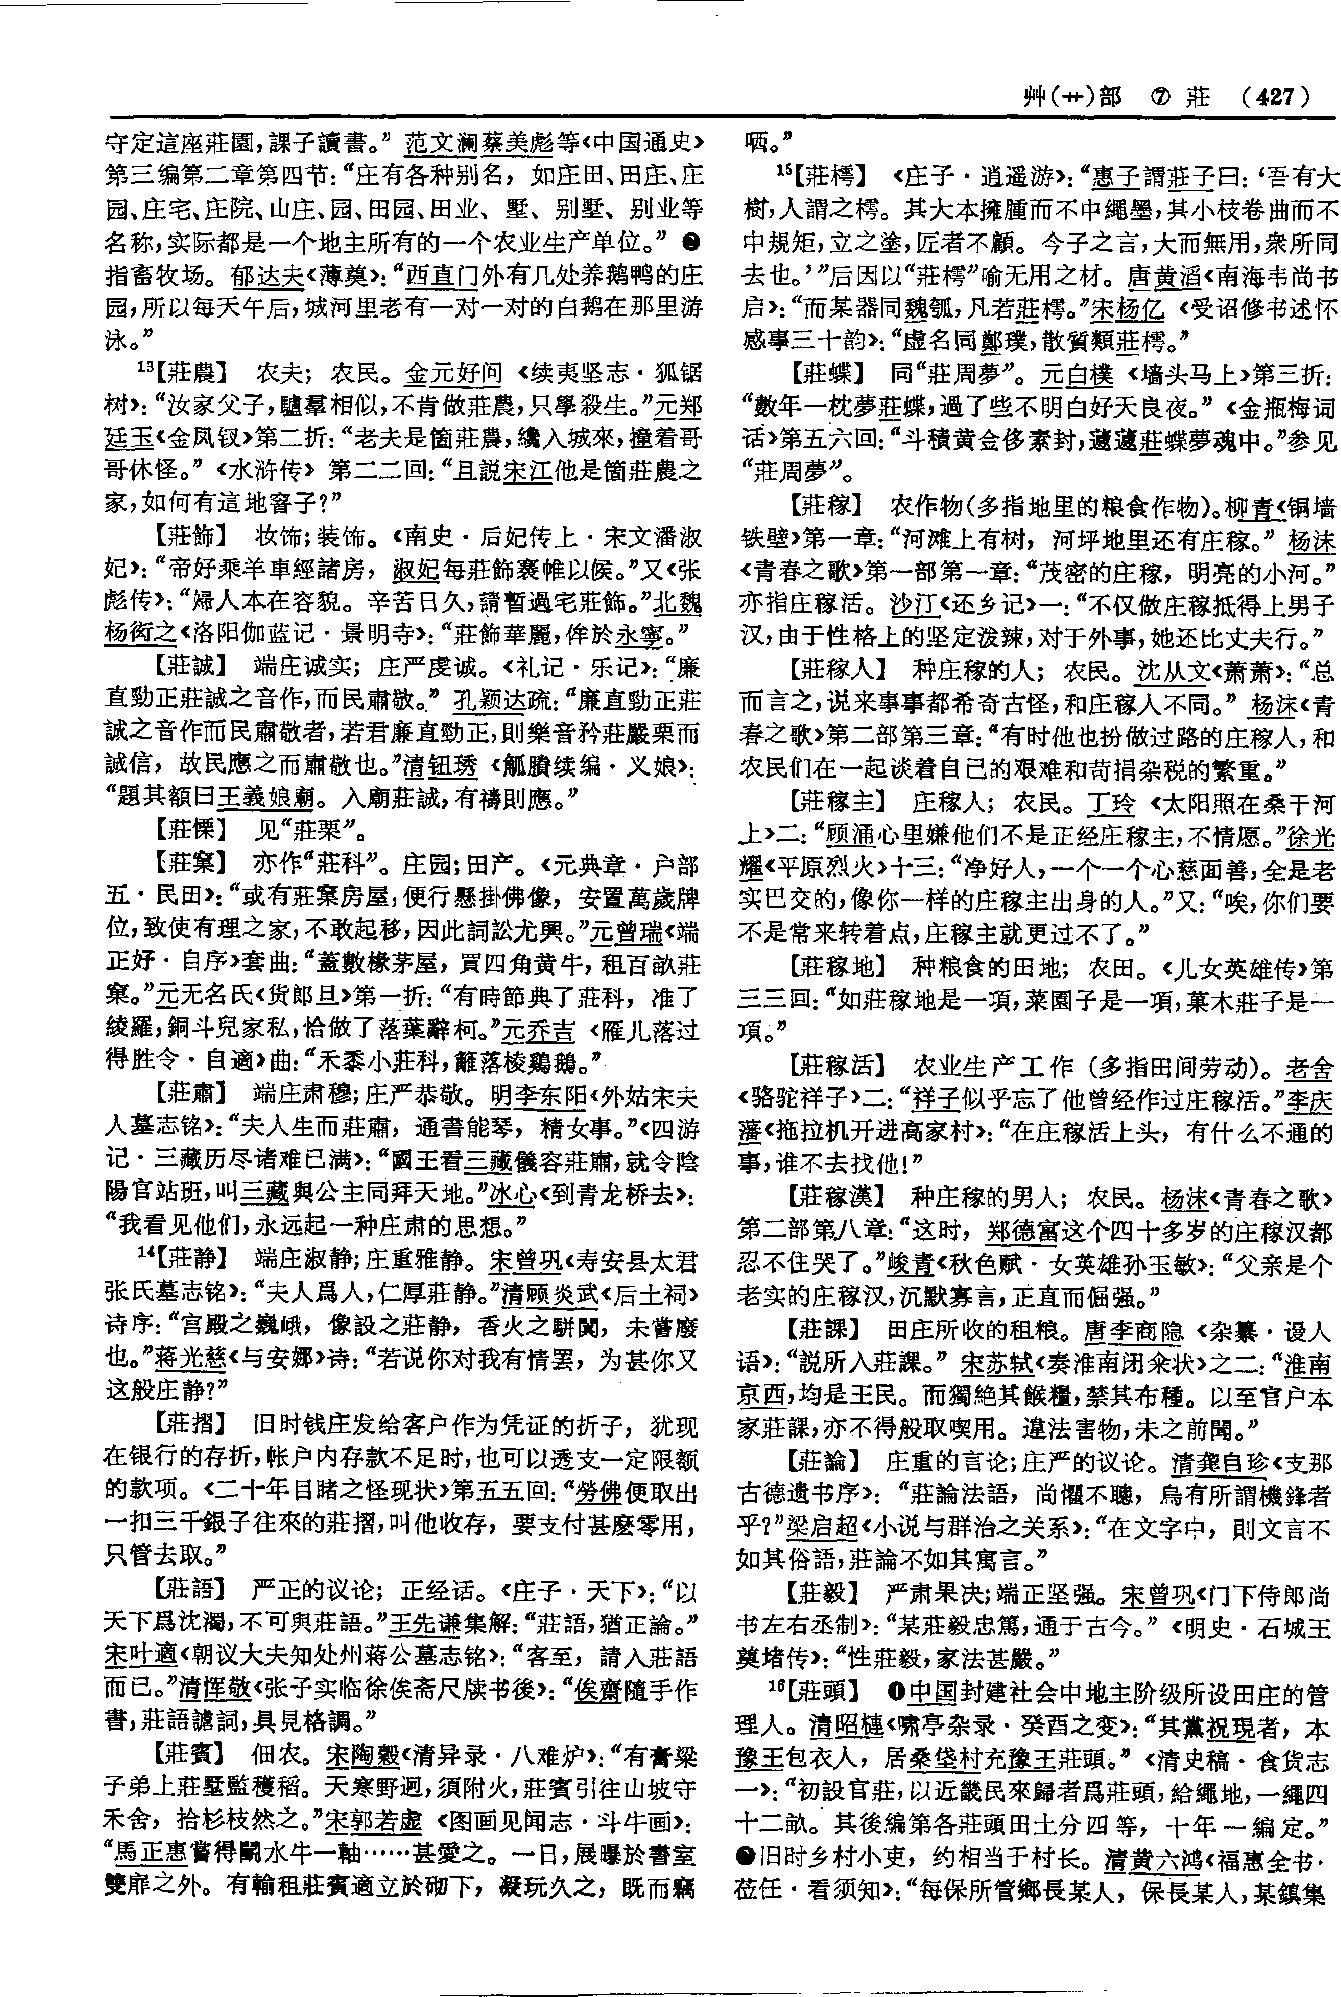 艸(艹)部 ⑦ 莊 (427)
守定這座莊園，課子讀書。”范文澜蔡美彪等《中国通史》
第三编第二章第四节：“庄有各种别名，如庄田、田庄、庄
园、庄宅、庄院、山庄、园、田园、田业、墅、别墅、别业等
名称，实际都是一个地主所有的一个农业生产单位。”❷
指畜牧场。郁达夫《薄奠》：“西直门外有几处养鹅鸭的庄
园，所以每天午后，城河里老有一对一对的白鹅在那里游
泳。”
13【莊農】 农夫；农民。金元好问《续夷坚志·狐锯
树》：“汝家父子，驢羣相似，不肯做莊農，只學殺生。”元郑
廷玉《金凤钗》第二折：“老夫是箇莊農，纔入城來，撞着哥
哥休怪。”《水浒传》第二二回：“且説宋江他是箇莊農之
家，如何有這地窨子？”
【莊飾】 妆饰；装饰。《南史·后妃传上·宋文潘淑
妃》：“帝好乘羊車經諸房，淑妃每莊飾褰帷以候。”又《张
彪传》：“婦人本在容貌。辛苦日久，請暫過宅莊飾。”北魏
杨衒之《洛阳伽蓝记·景明寺》：“莊飾華麗，侔於永寧。”
【莊誠】 端庄诚实；庄严虔诚。《礼记·乐记》：“廉
直勁正莊誠之音作，而民肅敬。”孔颖达疏：“廉直勁正莊
誠之音作而民肅敬者，若君廉直勁正，則樂音矜莊嚴栗而
誠信，故民應之而肅敬也。”清钮琇《觚賸续编·义娘》：
“題其額曰王義娘廟。入廟莊誠，有禱則應。”
【莊慄】 见“莊栗”。
【莊窠】 亦作“莊科”。庄园；田产。《元典章·户部
五·民田》：“或有莊窠房屋，便行懸掛佛像，安置萬歲牌
位，致使有理之家，不敢起移，因此詞訟尤興。”元曾瑞《端
正好·自序》套曲：“蓋數椽茅屋，買四角黄牛，租百畝莊
窠。”元无名氏《货郎旦》第一折：“有時節典了莊科，准了
綾羅，銅斗兒家私，恰做了落葉辭柯。”元乔吉《雁儿落过
得胜令·自適》曲：“禾黍小莊科，籬落棱鷄鵝。”
【莊肅】 端庄肃穆；庄严恭敬。明李东阳《外姑宋夫
人墓志铭》：“夫人生而莊肅，通書能琴，精女事。”《四游
记·三藏历尽诸难已满》：“國王看三藏儀容莊肅，就令陰
陽官站班，叫三藏與公主同拜天地。”冰心《到青龙桥去》：
“我看见他们，永远起一种庄肃的思想。”
14【莊静】 端庄淑静；庄重雅静。宋曾巩《寿安县太君
张氏墓志铭》：“夫人爲人，仁厚莊静。”清顾炎武《后土祠》
诗序：“宫殿之巍峨，像設之莊静，香火之駢闐，未嘗廢
也。”蒋光慈《与安娜》诗：“若说你对我有情罢，为甚你又
这般庄静？”
【莊摺】 旧时钱庄发给客户作为凭证的折子，犹现
在银行的存折，帐户内存款不足时，也可以透支一定限额
的款项。《二十年目睹之怪现状》第五五回：“勞佛便取出
一扣三千銀子往來的莊摺，叫他收存，要支付甚麽零用，
只管去取。”
【莊語】 严正的议论；正经话。《庄子·天下》：“以
天下爲沈濁，不可與莊語。”王先谦集解：“莊語，猶正論。”
宋叶適《朝议大夫知处州蒋公墓志铭》：“客至，請入莊語
而已。”清恽敬《张子实临徐俟斋尺牍书後》：“俟齋隨手作
書，莊語謔詞，具見格調。”
【莊賓】 佃农。宋陶穀《清异录·八难炉》：“有膏粱
子弟上莊墅監穫稻。天寒野迥，須附火，莊賓引往山坡守
禾舍，拾杉枝然之。”宋郭若虚《图画见闻志·斗牛画》：
“馬正惠嘗得鬭水牛一軸……甚愛之。一日，展曝於書室
雙扉之外。有輸租莊賓適立於砌下，凝玩久之，既而竊
哂。”
15【莊樗】 《庄子·逍遥游》：“惠子謂莊子曰：‘吾有大
樹，人謂之樗。其大本擁腫而不中繩墨，其小枝卷曲而不
中規矩，立之塗，匠者不顧。今子之言，大而無用，衆所同
去也。’”后因以“莊樗”喻无用之材。唐黄滔《南海韦尚书
启》：“而某器同魏瓠，凡若莊樗。”宋杨亿《受诏修书述怀
感事三十韵》：“虚名同鄭璞，散質類莊樗。”
【莊蝶】 同“莊周夢”。元白樸《墙头马上》第三折：
“數年一枕夢莊蝶，過了些不明白好天良夜。”《金瓶梅词
话》第五六回：“斗積黄金侈素封，蘧蘧莊蝶夢魂中。”参见
“莊周夢”。
【莊稼】 农作物（多指地里的粮食作物）。柳青《铜墙
铁壁》第一章：“河滩上有树，河坪地里还有庄稼。”杨沫
《青春之歌》第一部第一章：“茂密的庄稼，明亮的小河。”
亦指庄稼活。沙汀《还乡记》一：“不仅做庄稼抵得上男子
汉，由于性格上的坚定泼辣，对于外事，她还比丈夫行。”
【莊稼人】 种庄稼的人；农民。沈从文《萧萧》：“总
而言之，说来事事都希奇古怪，和庄稼人不同。”杨沫《青
春之歌》第二部第三章：“有时他也扮做过路的庄稼人，和
农民们在一起谈着自己的艰难和苛捐杂税的繁重。”
【莊稼主】 庄稼人；农民。丁玲《太阳照在桑干河
上》二：“顾涌心里嫌他们不是正经庄稼主，不情愿。”徐光
耀《平原烈火》十三：“净好人，一个一个心慈面善，全是老
实巴交的，像你一样的庄稼主出身的人。”又：“唉，你们要
不是常来转着点，庄稼主就更过不了。”
【莊稼地】 种粮食的田地；农田。《儿女英雄传》第
三三回：“如莊稼地是一項，菜園子是一項，菓木莊子是一
項。”
【莊稼活】 农业生产工作（多指田间劳动）。老舍
《骆驼祥子》二：“祥子似乎忘了他曾经作过庄稼活。”李庆
藩《拖拉机开进高家村》：“在庄稼活上头，有什么不通的
事，谁不去找他！”
【莊稼漢】 种庄稼的男人；农民。杨沫《青春之歌》
第二部第八章：“这时，郑德富这个四十多岁的庄稼汉都
忍不住哭了。”峻青《秋色赋·女英雄孙玉敏》：“父亲是个
老实的庄稼汉，沉默寡言，正直而倔强。”
【莊課】 田庄所收的租粮。唐李商隐《杂纂·设人
语》：“説所入莊課。”宋苏轼《奏淮南闭籴状》之二：“淮南
京西，均是王民。而獨絶其餱糧，禁其布種。以至官户本
家莊課，亦不得般取喫用。違法害物，未之前聞。”
【莊論】 庄重的言论；庄严的议论。清龚自珍《支那
古德遗书序》：“莊論法語，尚懼不聰，烏有所謂機鋒者
乎？”梁启超《小说与群治之关系》：“在文字中，則文言不
如其俗語，莊論不如其寓言。”
【莊毅】 严肃果决；端正坚强。宋曾巩《门下侍郎尚
书左右丞制》：“某莊毅忠篤，通于古今。”《明史·石城王
奠堵传》：“性莊毅，家法甚嚴。”
16【莊頭】 ❶中国封建社会中地主阶级所设田庄的管
理人。清昭槤《啸亭杂录·癸酉之变》：“其黨祝現者，本
豫王包衣人，居桑垡村充豫王莊頭。”《清史稿·食货志
一》：“初設官莊，以近畿民來歸者爲莊頭，給繩地，一繩四
十二畝。其後編第各莊頭田土分四等，十年一編定。”
❷旧时乡村小吏，约相当于村长。清黄六鸿《福惠全书·
莅任·看须知》：“每保所管鄉長某人，保長某人，某鎮集